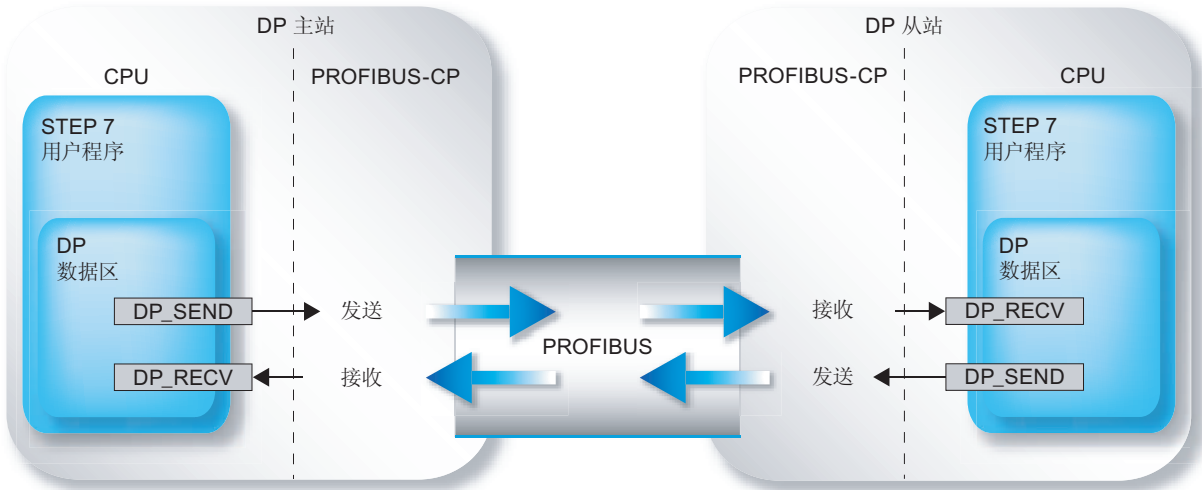 DP 主站
CPU
PROFIBUS-CP
STEP 7
用户程序
DP
数据区
DP_SEND
发送
DP_RECV
接收
PROFIBUS
DP 从站
PROFIBUS-CP
CPU
STEP 7
用户程序
DP
数据区
接收
DP_RECV
发送
DP_SEND